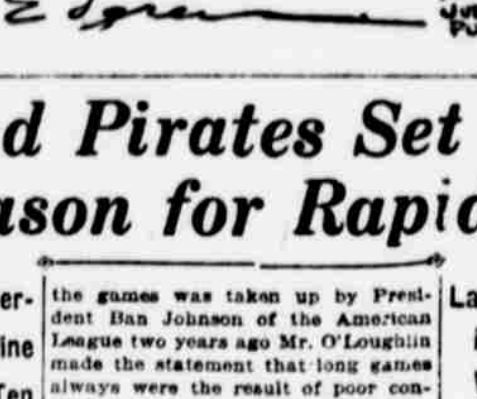 d Pirates Set
ason for Rapid
er-
ine
Ten
the games was taken up by Presi-
dent Ban Johnson of the American
League two years ago Mr. O'Loughlin
made the statement that long games
always were the result of poor con-
La